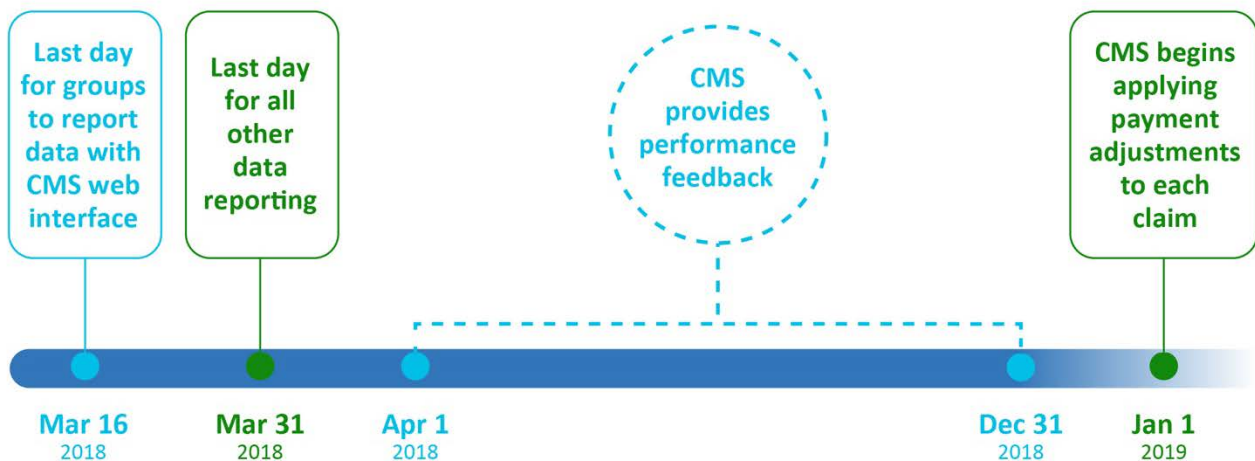 Last day
for groups
to report
data with
CMS web
interface
Last day
for all
other
data
reporting
CMS
provides
performance
feedback
CMS begins
applying
payment
adjustments
to each
claim
Mar 16
2018
Mar 31
2018
Apr 1
2018
Dec 31
2018
Jan 1
2019